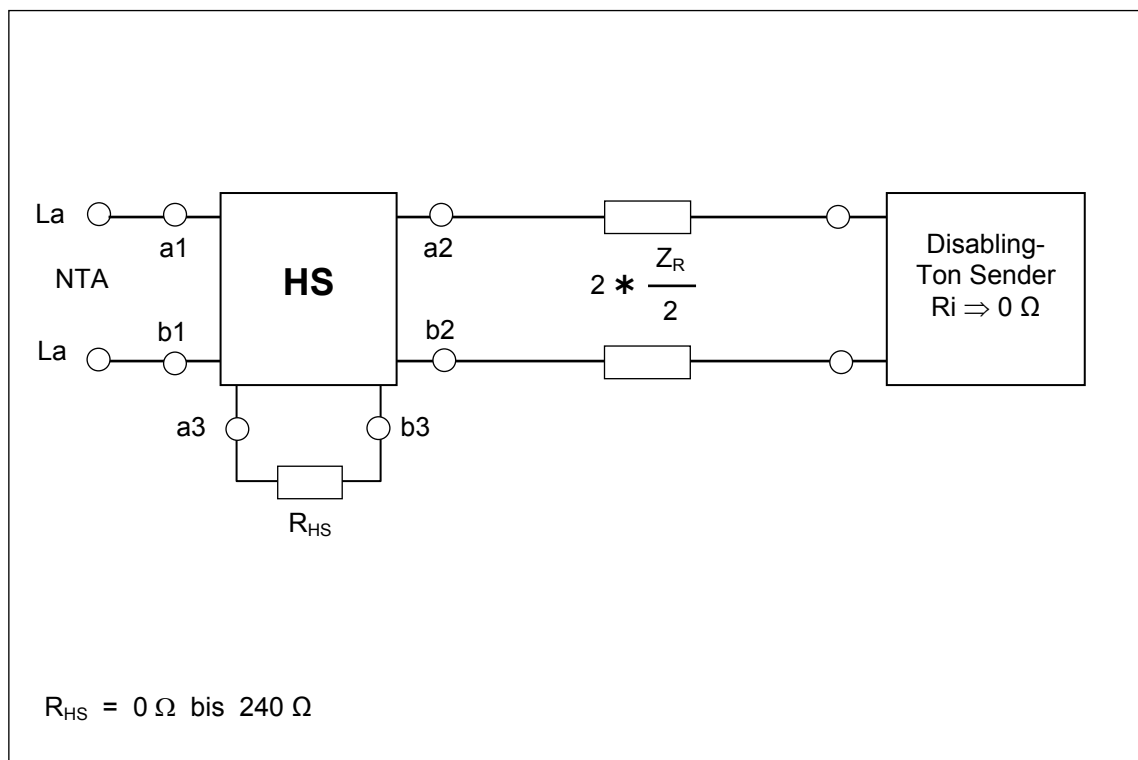 La
a1
a2
NTA
HS
2 * Z_R / 2
Disabling-
Ton Sender
Ri ⇒ 0 Ω
La
b1
b2
a3
b3
R_HS
R_HS = 0 Ω bis 240 Ω